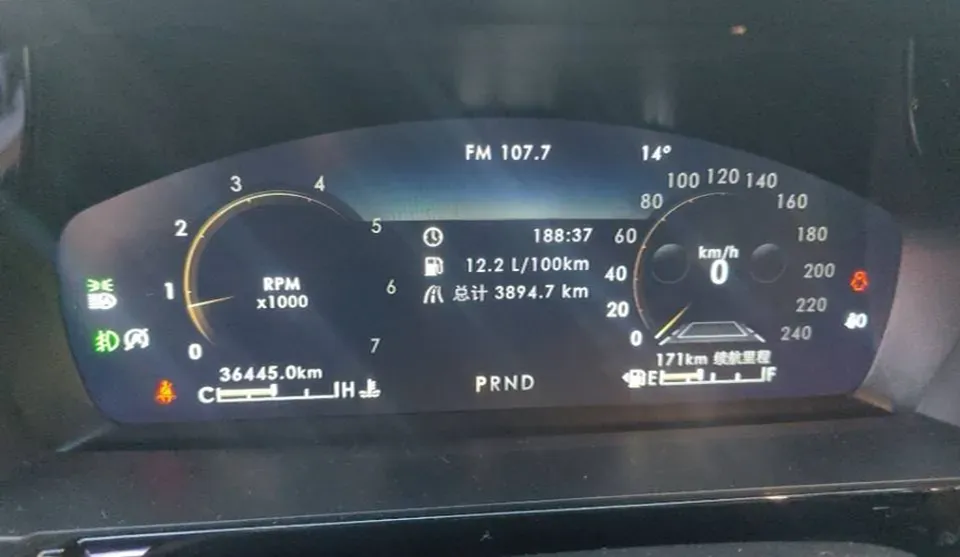 FM 107.7
14°
0 1 2 3 4 5 6 7
RPM
x1000
188:37
12.2 L/100km
总计 3894.7 km
0 20 40 60 80 100 120 140 160 180 200 220 240
km/h
0
36445.0km
C H
PRND
171km 续航里程
E F